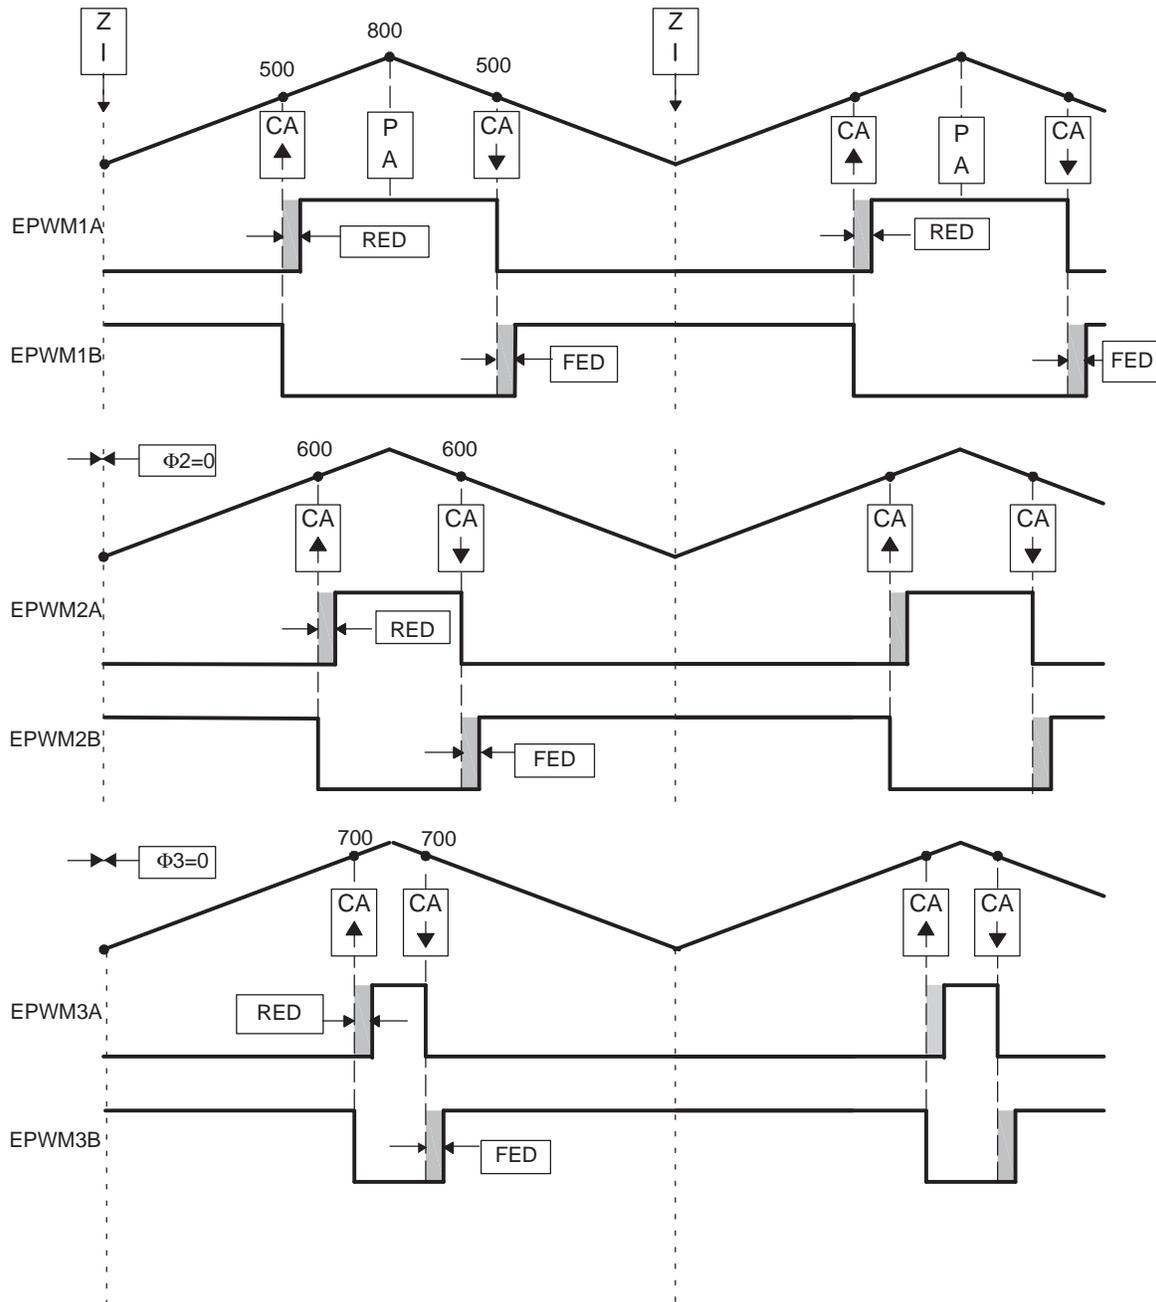 Z
I
Z
I
800
500
500
CA
P
A
CA
CA
P
A
CA
EPWM1A
RED
RED
EPWM1B
FED
FED
Φ2=0
600
600
CA
CA
CA
CA
EPWM2A
RED
EPWM2B
FED
Φ3=0
700
700
CA
CA
CA
CA
EPWM3A
RED
EPWM3B
FED